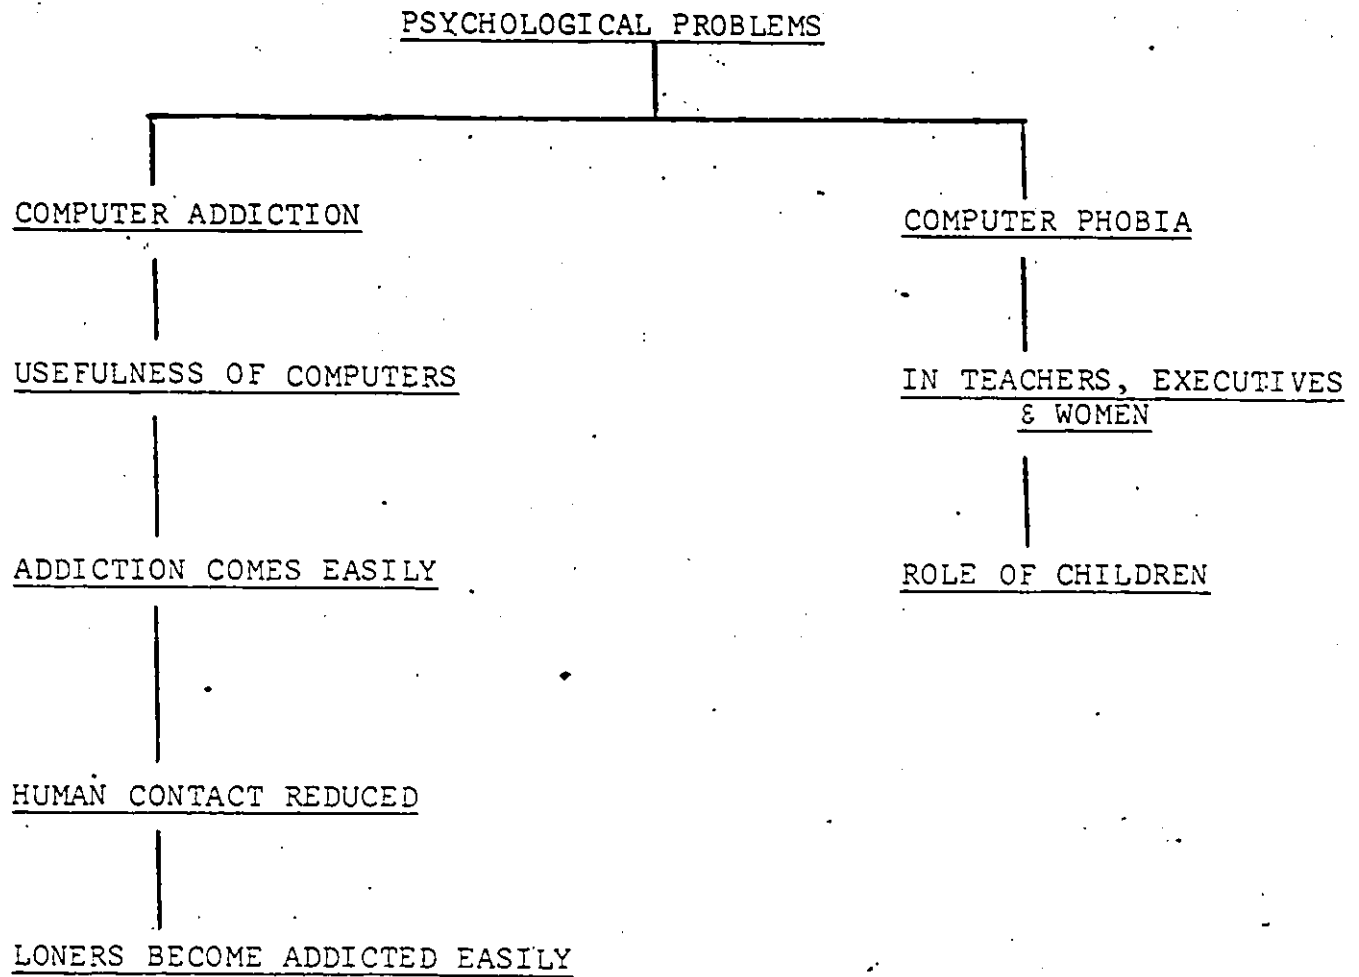 PSYCHOLOGICAL PROBLEMS
COMPUTER ADDICTION
COMPUTER PHOBIA
USEFULNESS OF COMPUTERS
IN TEACHERS, EXECUTIVES
& WOMEN
ADDICTION COMES EASILY
ROLE OF CHILDREN
HUMAN CONTACT REDUCED
LONERS BECOME ADDICTED EASILY